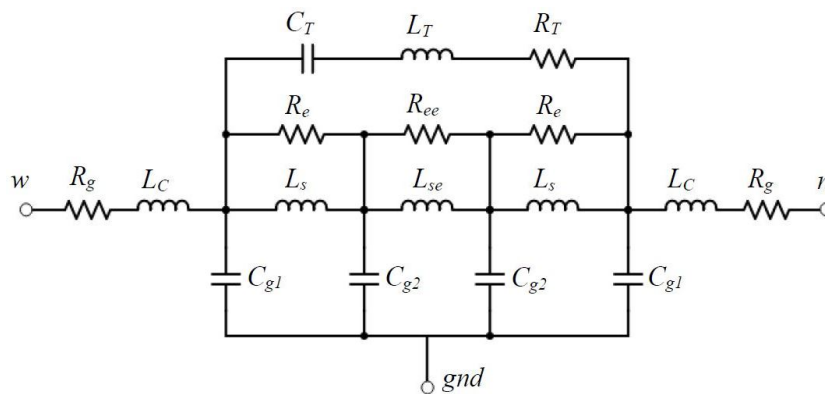 C_T L_T R_T
R_e R_ee R_e
w R_g L_C L_s L_se L_s L_C R_g n
C_g1 C_g2 C_g2 C_g1
gnd